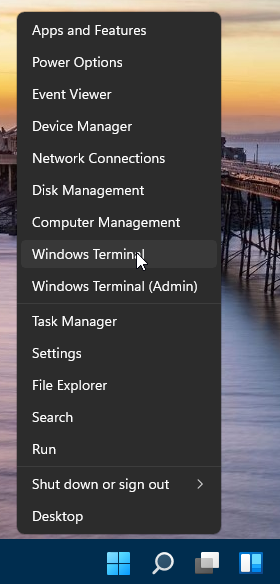 Apps and Features
Power Options
Event Viewer
Device Manager
Network Connections
Disk Management
Computer Management
Windows Terminal
Windows Terminal (Admin)
Task Manager
Settings
File Explorer
Search
Run
Shut down or sign out
Desktop